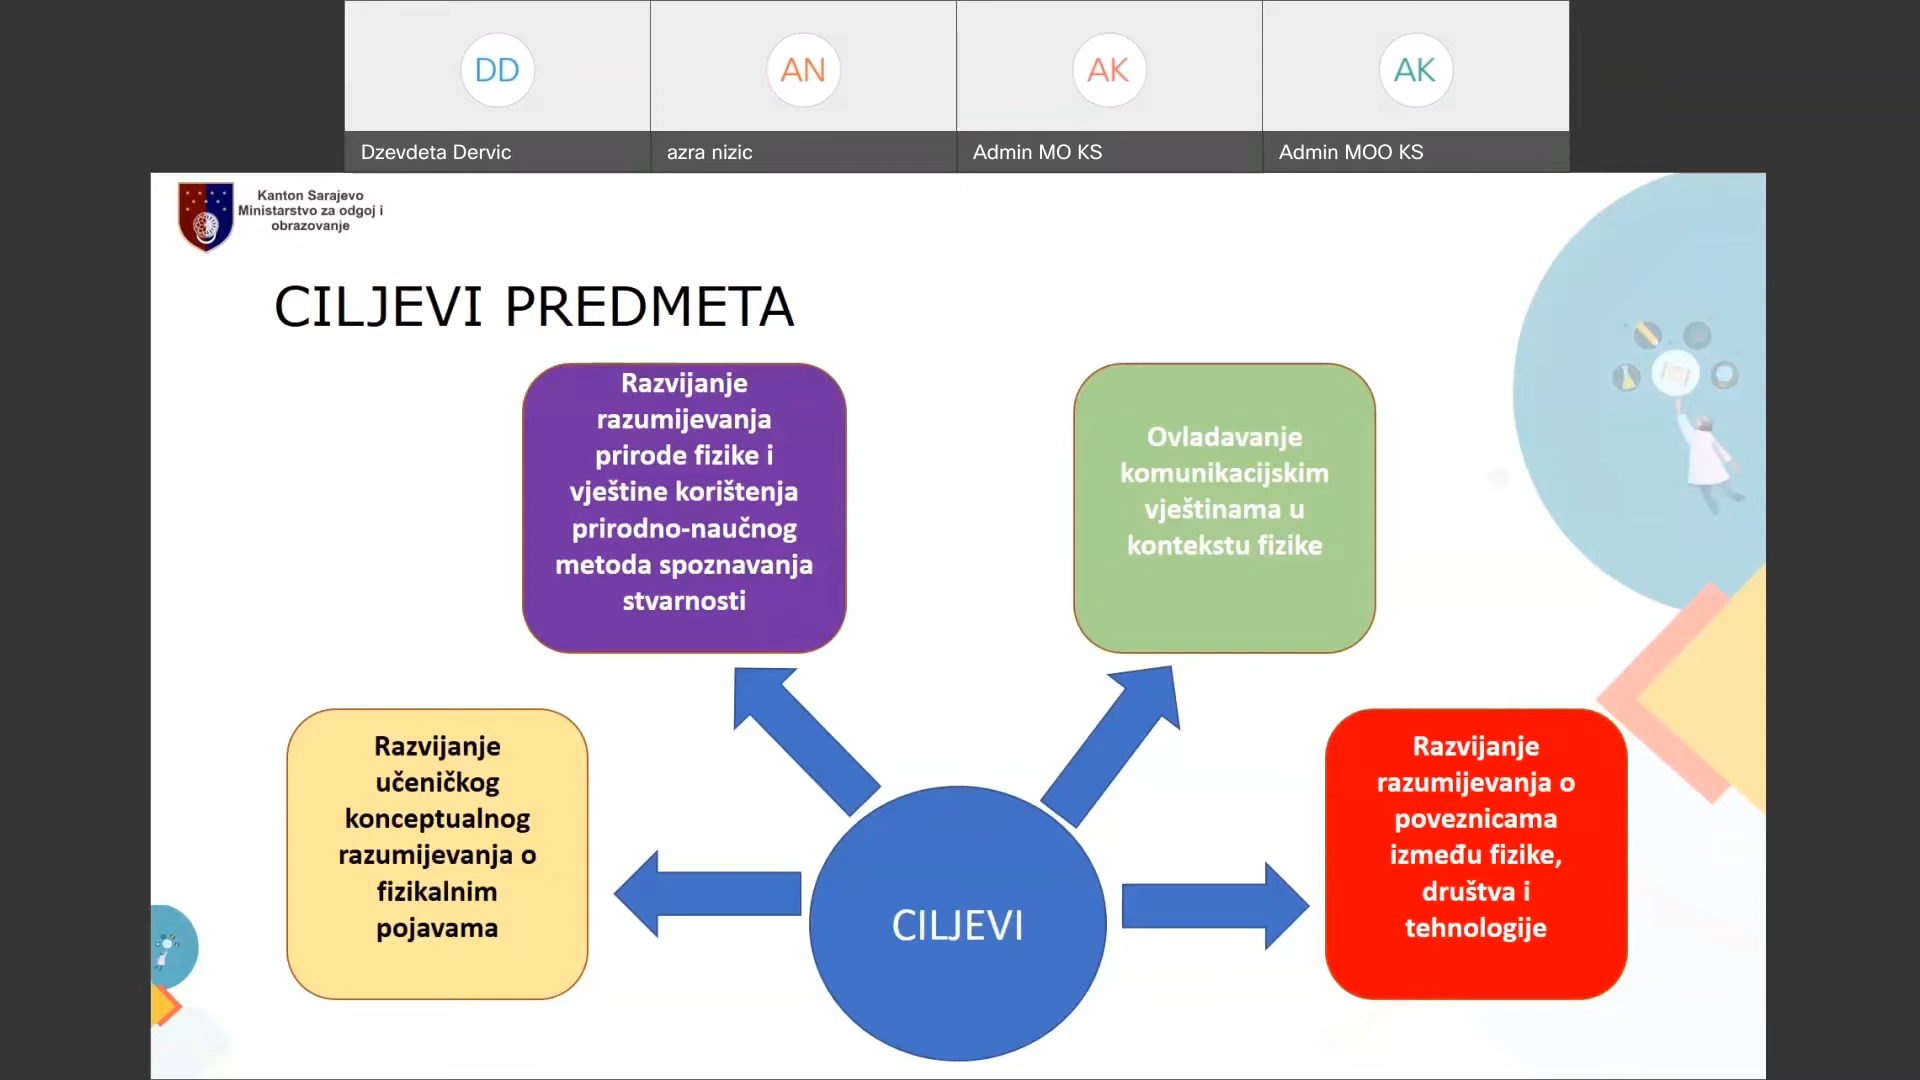 DD
AN
AK
AK
Dzevdeta Dervic
azra nizic
Admin MO KS
Admin MOO KS
Kanton Sarajevo
Ministarstvo za odgoj i
obrazovanje
CILJEVI PREDMETA
Razvijanje
razumijevanja
prirode fizike i
vještine korištenja
prirodno-naučnog
metoda spoznavanja
stvarnosti
Ovladavanje
komunikacijskim
vještinama u
kontekstu fizike
Razvijanje
učeničkog
konceptualnog
razumijevanja o
fizikalnim
pojavama
Razvijanje
razumijevanja o
poveznicama
između fizike,
društva i
tehnologije
CILJEVI